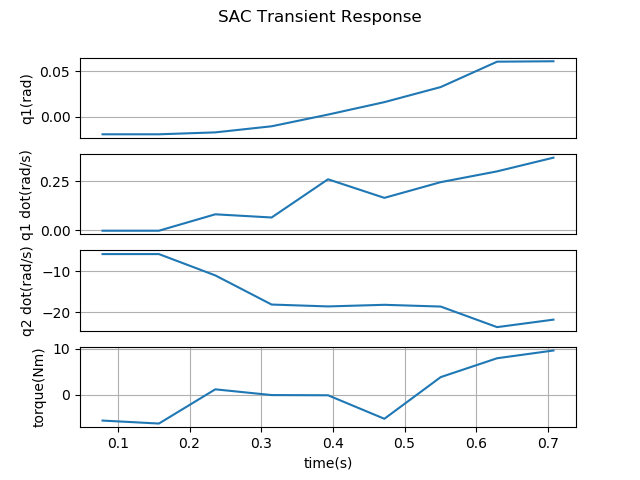 SAC Transient Response
q1(rad)
0.05
0.00
q1 dot(rad/s)
0.25
0.00
q2 dot(rad/s)
−10
−20
torque(Nm)
10
0
0.1 0.2 0.3 0.4 0.5 0.6 0.7
time(s)